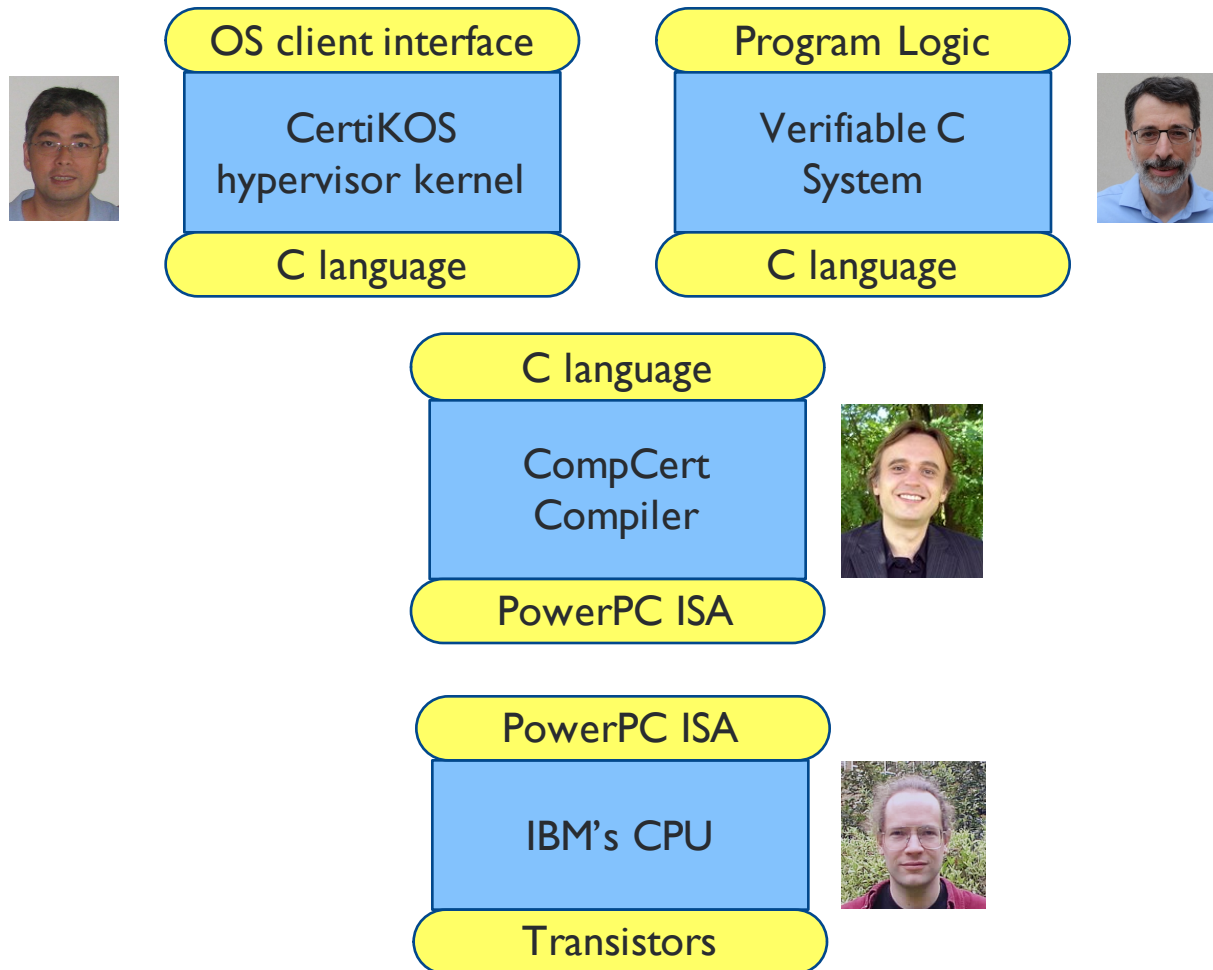 OS client interface
CertiKOS
hypervisor kernel
C language
Program Logic
Verifiable C
System
C language
C language
CompCert
Compiler
PowerPC ISA
PowerPC ISA
IBM’s CPU
Transistors